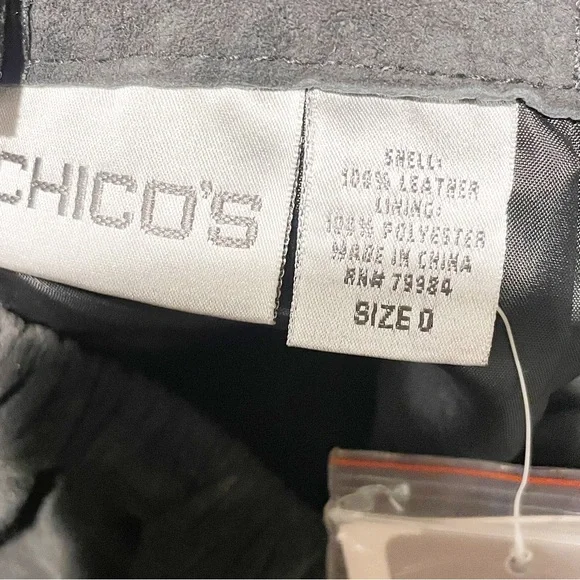 CHICO'S
SHELL:
100% LEATHER
LINING:
100% POLYESTER
MADE IN CHINA
RN# 79984
SIZE 0